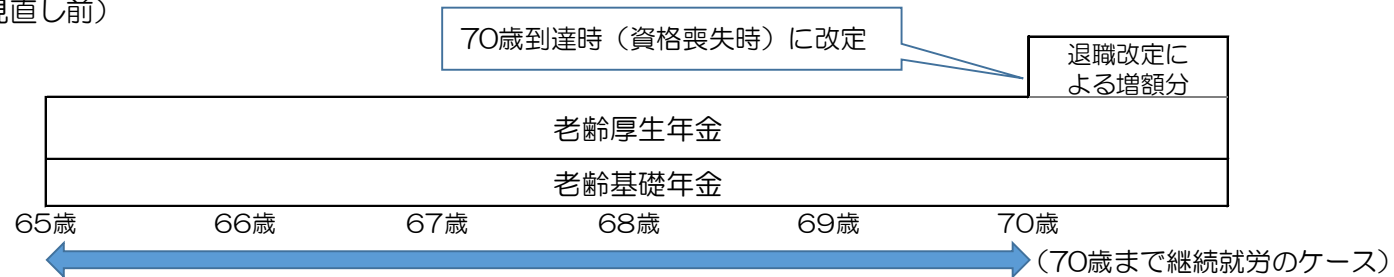 見直し前）
70歳到達時（資格喪失時）に改定
退職改定に
よる増額分
老齢厚生年金
老齢基礎年金
65歳 66歳 67歳 68歳 69歳 70歳
（70歳まで継続就労のケース）